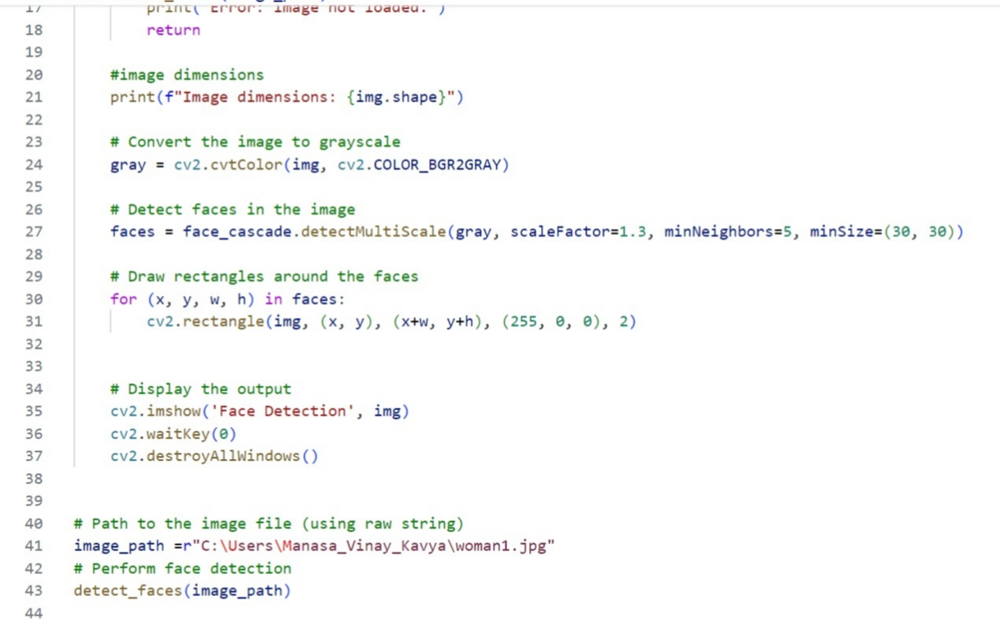 17 print("Error: Image not loaded.")
18 return
19
20 #image dimensions
21 print(f"Image dimensions: {img.shape}")
22
23 # Convert the image to grayscale
24 gray = cv2.cvtColor(img, cv2.COLOR_BGR2GRAY)
25
26 # Detect faces in the image
27 faces = face_cascade.detectMultiScale(gray, scaleFactor=1.3, minNeighbors=5, minSize=(30, 30))
28
29 # Draw rectangles around the faces
30 for (x, y, w, h) in faces:
31 cv2.rectangle(img, (x, y), (x+w, y+h), (255, 0, 0), 2)
32
33
34 # Display the output
35 cv2.imshow('Face Detection', img)
36 cv2.waitKey(0)
37 cv2.destroyAllWindows()
38
39
40 # Path to the image file (using raw string)
41 image_path =r"C:\Users\Manasa_Vinay_Kavya\woman1.jpg"
42 # Perform face detection
43 detect_faces(image_path)
44